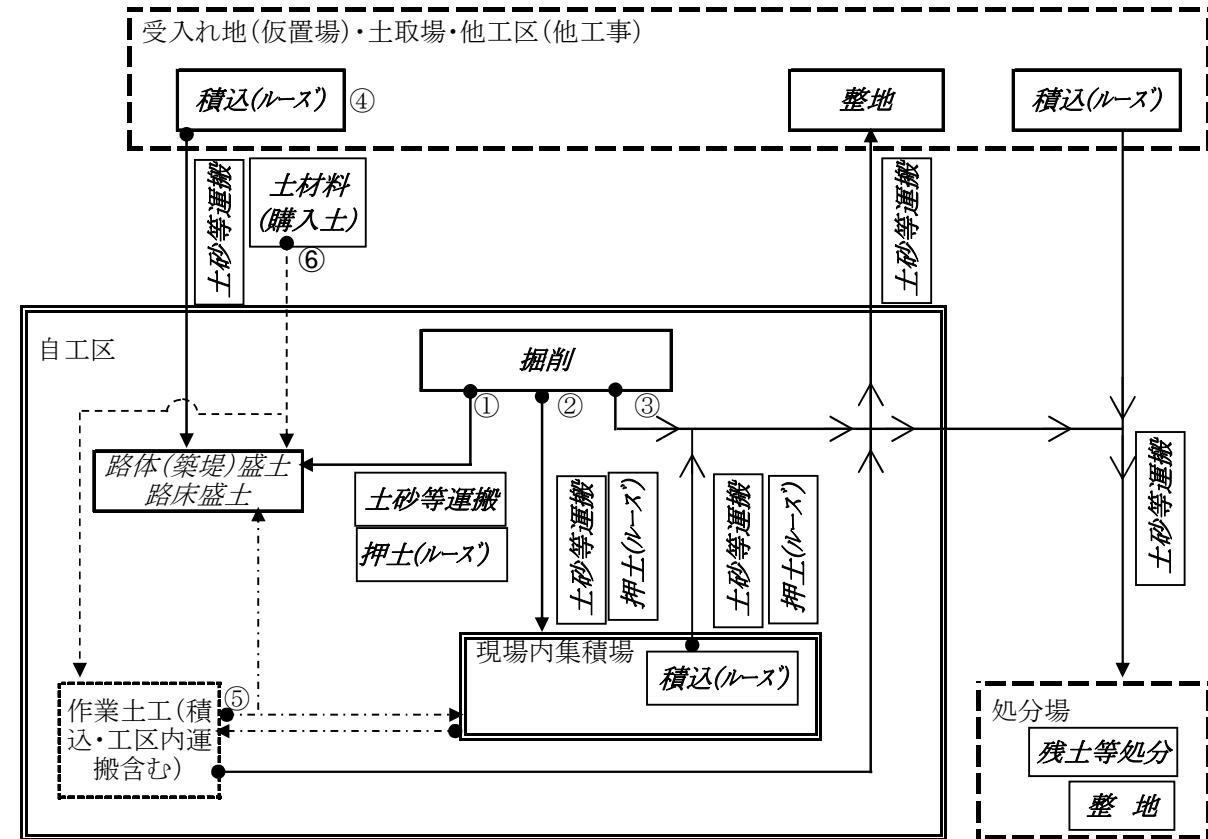 受入れ地(仮置場)・土取場・他工区(他工事)
積込(ルーズ)
④
整地
積込(ルーズ)
土砂等運搬
土材料
(購入土)
⑥
土砂等運搬
自工区
掘削
①
②
③
路体(築堤)盛土
路床盛土
土砂等運搬
押土(ルーズ)
土砂等運搬
押土(ルーズ)
土砂等運搬
押土(ルーズ)
土砂等運搬
現場内集積場
積込(ルーズ)
⑤
作業土工(積
込・工区内運
搬含む)
処分場
残土等処分
整 地